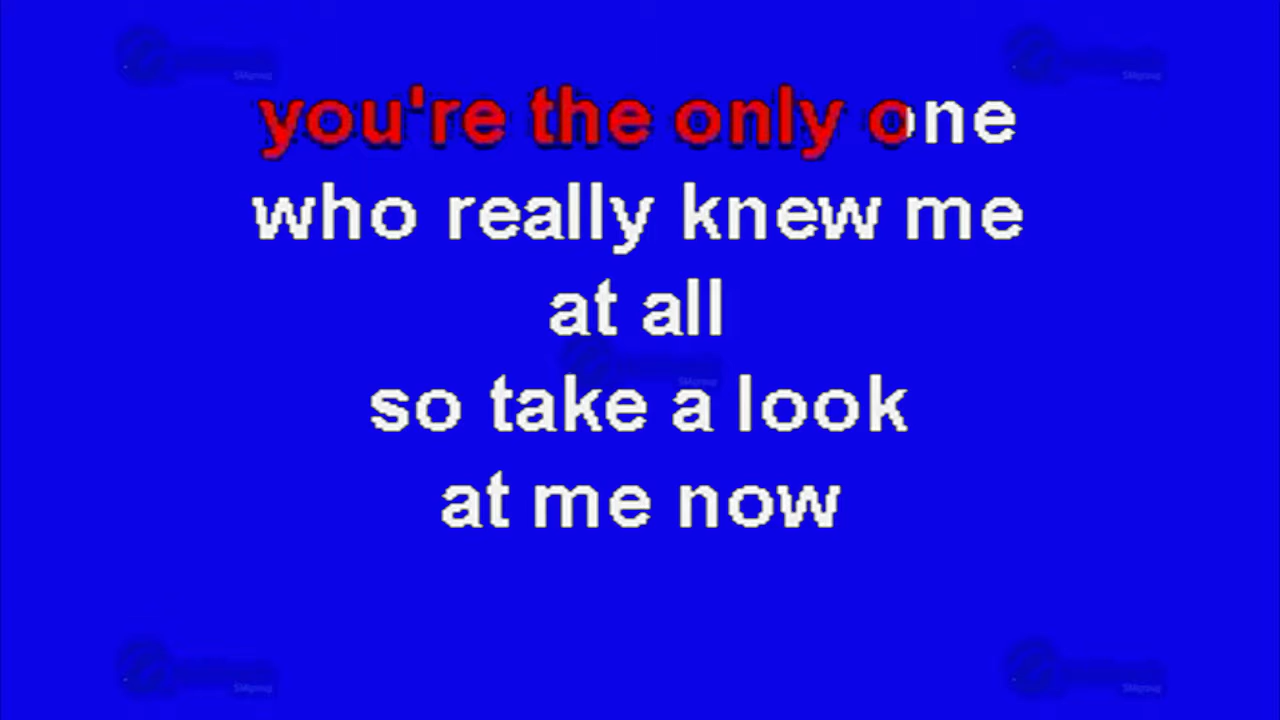 you're the only one
who really knew me
at all
so take a look
at me now